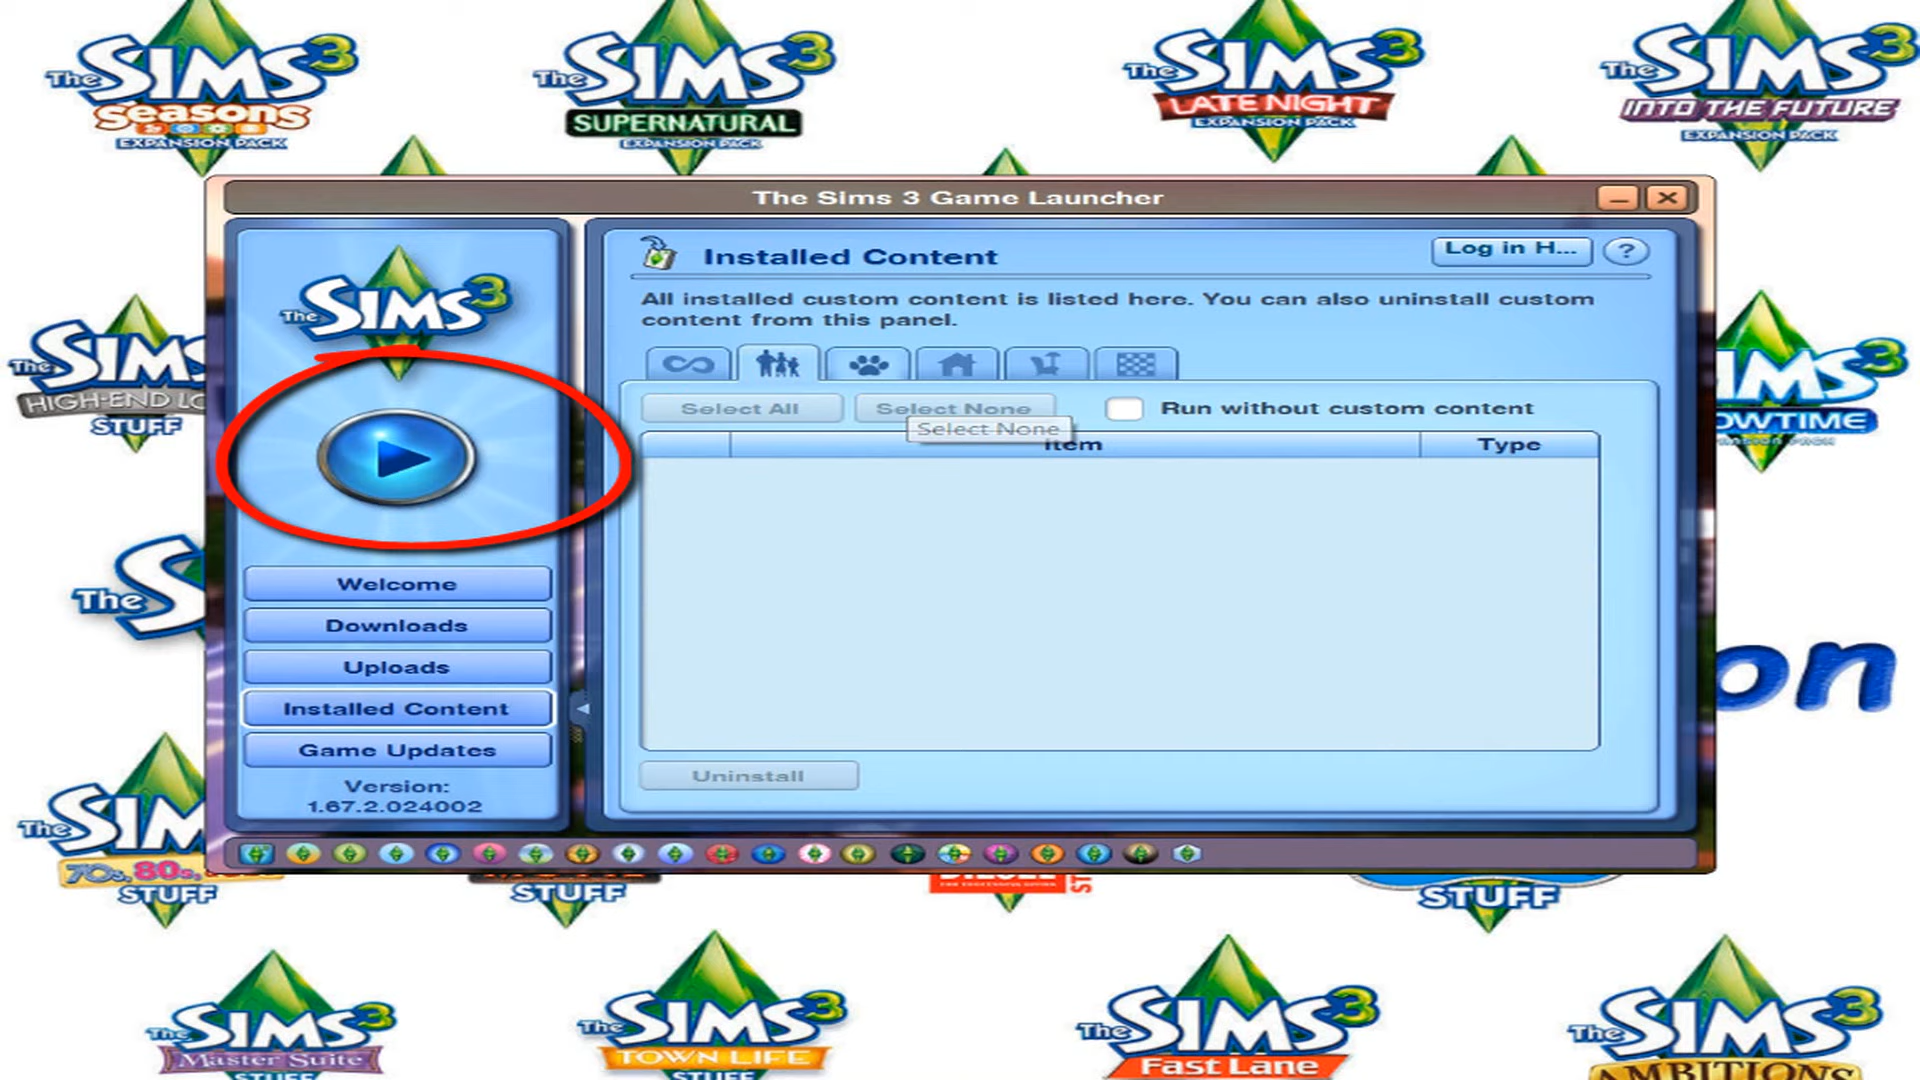 The SIMS 3
Seasons
EXPANSION PACK
The SIMS 3
SUPERNATURAL
EXPANSION PACK
The SIMS 3
LATE NIGHT
EXPANSION PACK
The SIMS 3
INTO THE FUTURE
EXPANSION PACK
The Sims 3 Game Launcher
The SIMS 3
Installed Content
Log in H...
?
All installed custom content is listed here. You can also uninstall custom
content from this panel.
Select All
Select None
Run without custom content
Select None
Item
Type
Welcome
Downloads
Uploads
Installed Content
Game Updates
Version:
1.67.2.024002
Uninstall
The SIMS
HIGH-END LO
STUFF
IMS 3
OWTIME
The S
on
The SIM
70s, 80s,
STUFF
STUFF
STUFF
The SIMS 3
Master Suite
STUFF
The SIMS 3
TOWN LIFE
STUFF
The SIMS 3
Fast Lane
The SIMS 3
AMBITIONS